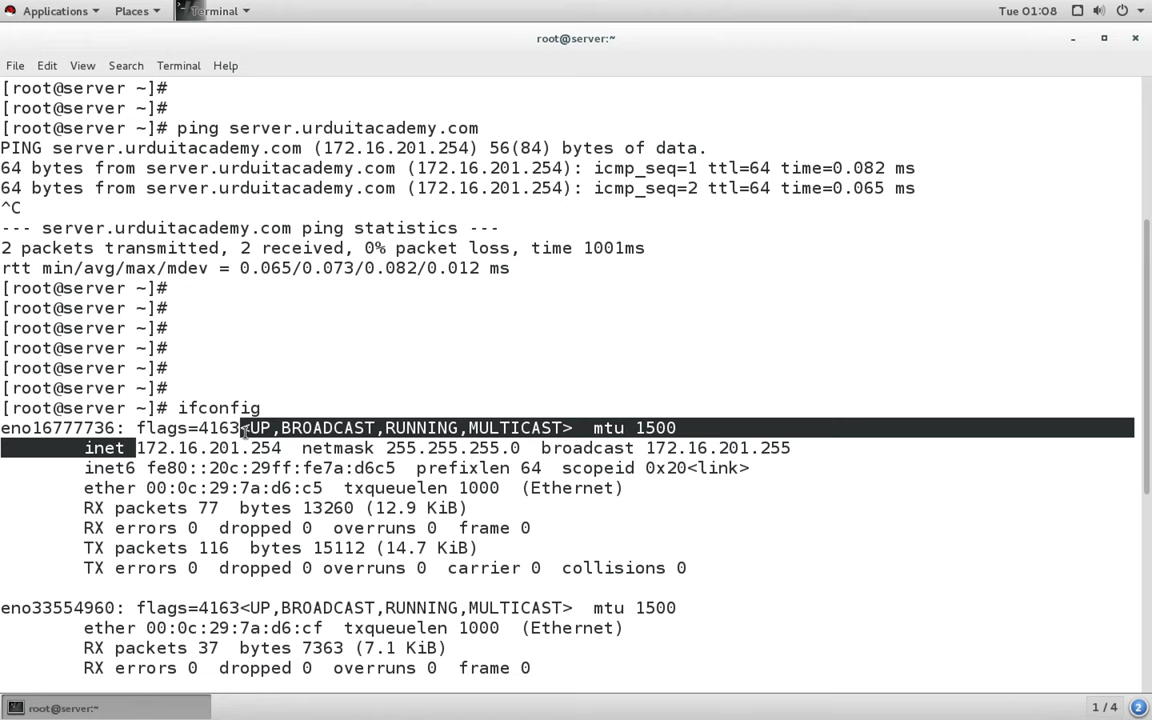 Applications Places Terminal Tue 01:08
root@server:~
File Edit View Search Terminal Help
[root@server ~]#
[root@server ~]#
[root@server ~]# ping server.urduitacademy.com
PING server.urduitacademy.com (172.16.201.254) 56(84) bytes of data.
64 bytes from server.urduitacademy.com (172.16.201.254): icmp_seq=1 ttl=64 time=0.082 ms
64 bytes from server.urduitacademy.com (172.16.201.254): icmp_seq=2 ttl=64 time=0.065 ms
^C
--- server.urduitacademy.com ping statistics ---
2 packets transmitted, 2 received, 0% packet loss, time 1001ms
rtt min/avg/max/mdev = 0.065/0.073/0.082/0.012 ms
[root@server ~]#
[root@server ~]#
[root@server ~]#
[root@server ~]#
[root@server ~]#
[root@server ~]#
[root@server ~]# ifconfig
eno16777736: flags=4163<UP,BROADCAST,RUNNING,MULTICAST>  mtu 1500
        inet 172.16.201.254  netmask 255.255.255.0  broadcast 172.16.201.255
        inet6 fe80::20c:29ff:fe7a:d6c5  prefixlen 64  scopeid 0x20<link>
        ether 00:0c:29:7a:d6:c5  txqueuelen 1000  (Ethernet)
        RX packets 77  bytes 13260 (12.9 KiB)
        RX errors 0  dropped 0  overruns 0  frame 0
        TX packets 116  bytes 15112 (14.7 KiB)
        TX errors 0  dropped 0 overruns 0  carrier 0  collisions 0
eno33554960: flags=4163<UP,BROADCAST,RUNNING,MULTICAST>  mtu 1500
        ether 00:0c:29:7a:d6:cf  txqueuelen 1000  (Ethernet)
        RX packets 37  bytes 7363 (7.1 KiB)
        RX errors 0  dropped 0  overruns 0  frame 0
root@server:~ 1 / 4 2